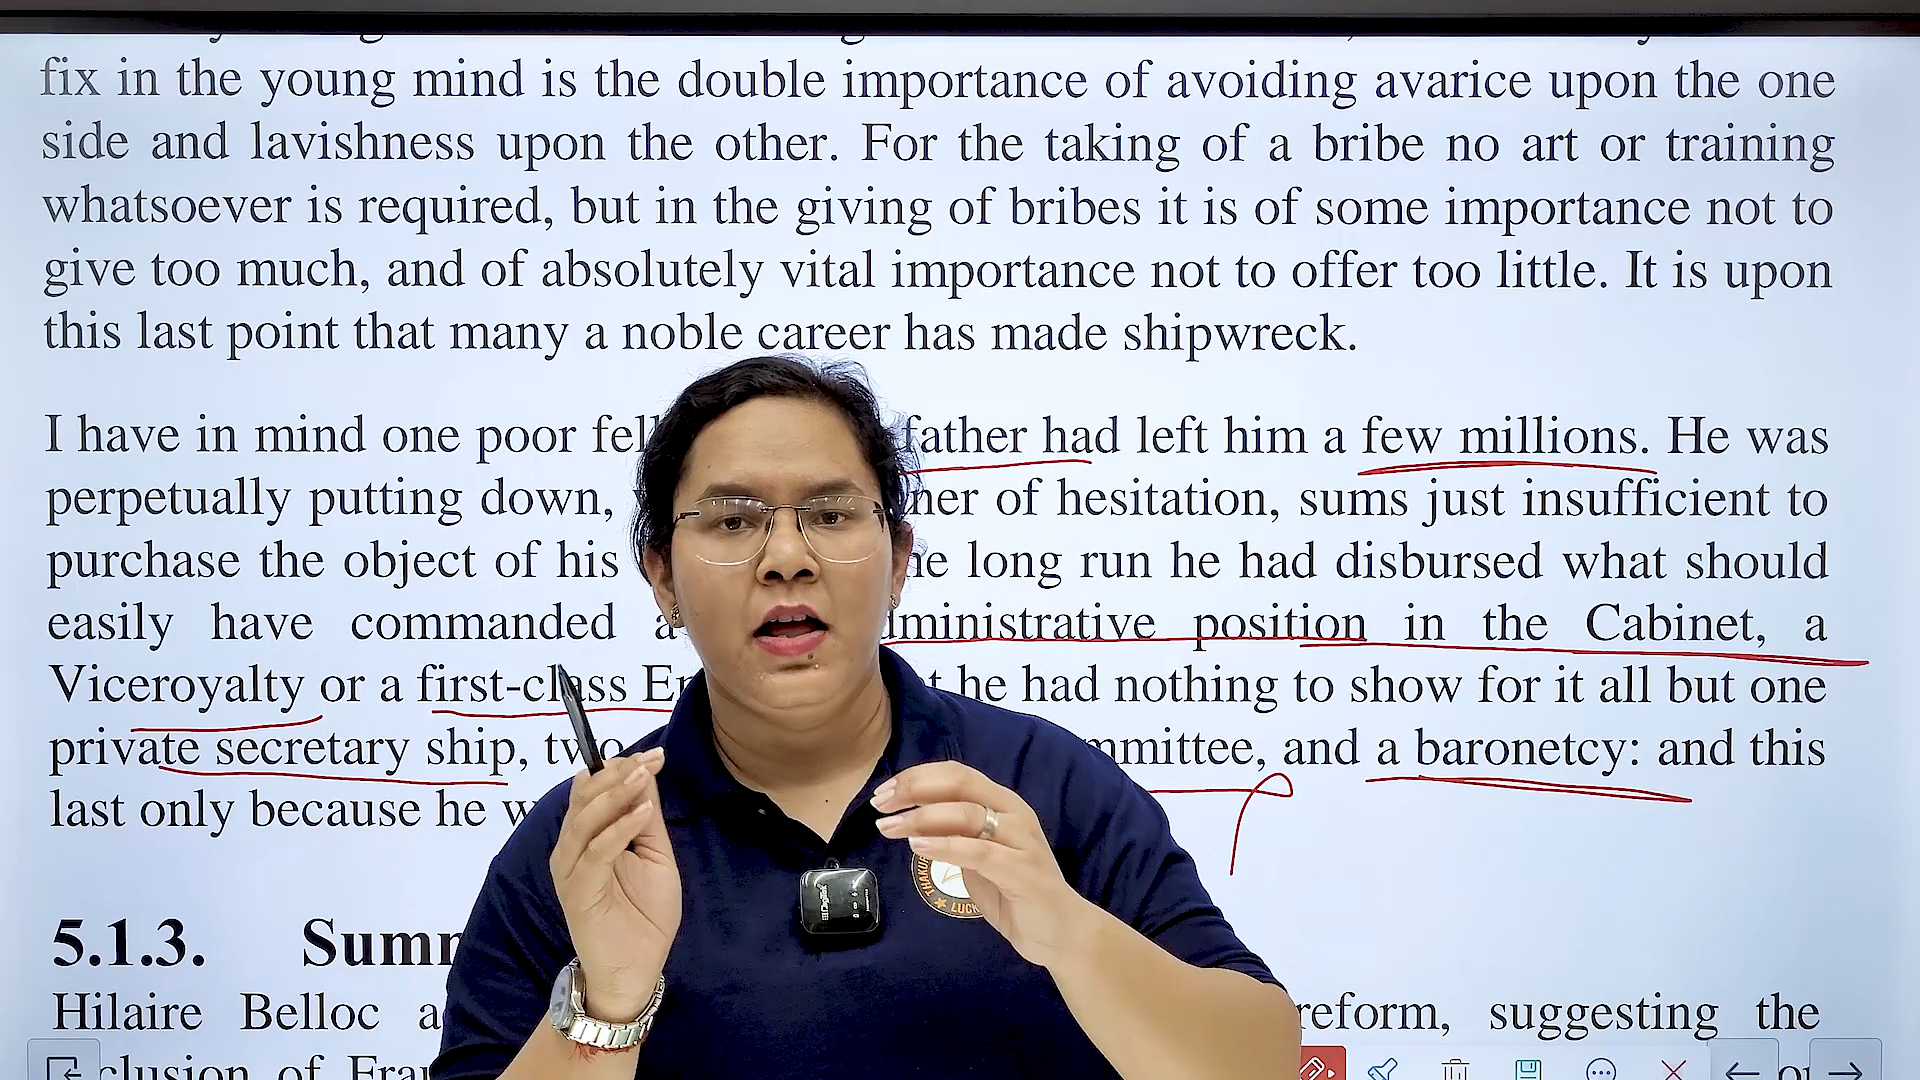 fix in the young mind is the double importance of avoiding avarice upon the one
side and lavishness upon the other. For the taking of a bribe no art or training
whatsoever is required, but in the giving of bribes it is of some importance not to
give too much, and of absolutely vital importance not to offer too little. It is upon
this last point that many a noble career has made shipwreck.
I have in mind one poor father had left him a few millions. He was
perpetually putting down, of hesitation, sums just insufficient to
purchase the object of his long run he had disbursed what should
easily have commanded position in the Cabinet, a
Viceroyalty or a first-class he had nothing to show for it all but one
private secretary ship, and a baronetcy: and this
last only because he
5.1.3.
Hilaire Belloc reform, suggesting the
of
LUCK